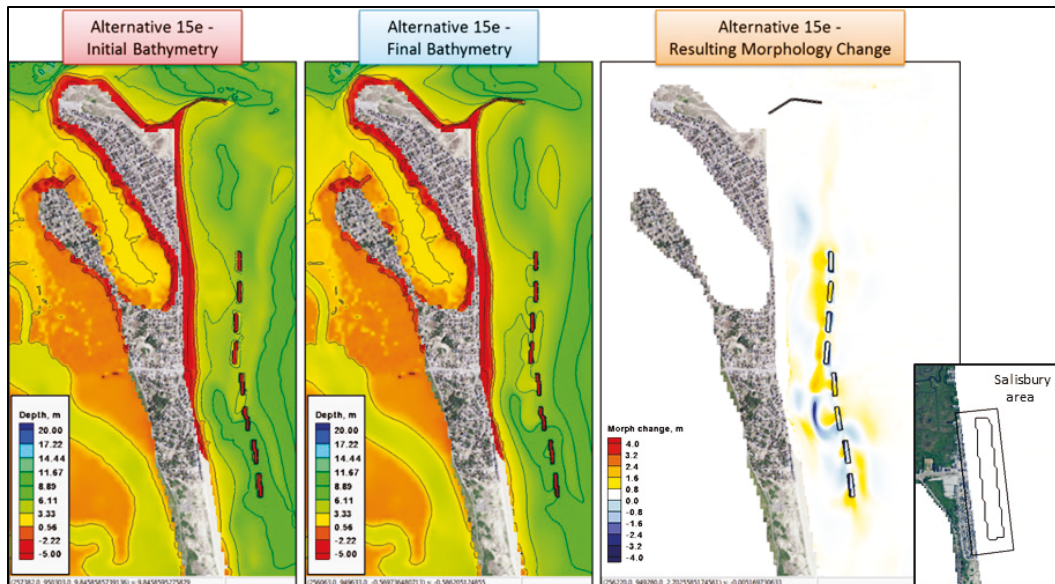 Alternative 15e -
Initial Bathymetry
Alternative 15e -
Final Bathymetry
Alternative 15e -
Resulting Morphology Change
Depth, m
20.00
17.22
14.44
11.67
8.89
6.11
3.33
0.56
-2.22
-5.00
Depth, m
20.00
17.22
14.44
11.67
8.89
6.11
3.33
0.56
-2.22
-5.00
Morph change, m
4.0
3.2
2.4
1.6
0.8
0.0
-0.8
-1.6
-2.4
-3.2
-4.0
Salisbury
area